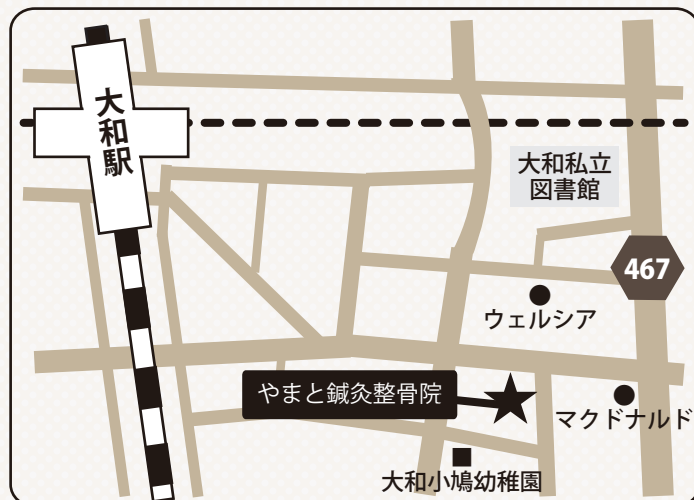 大和駅
大和私立
図書館
467
ウェルシア
やまと鍼灸整骨院
マクドナルド
大和小鳩幼稚園